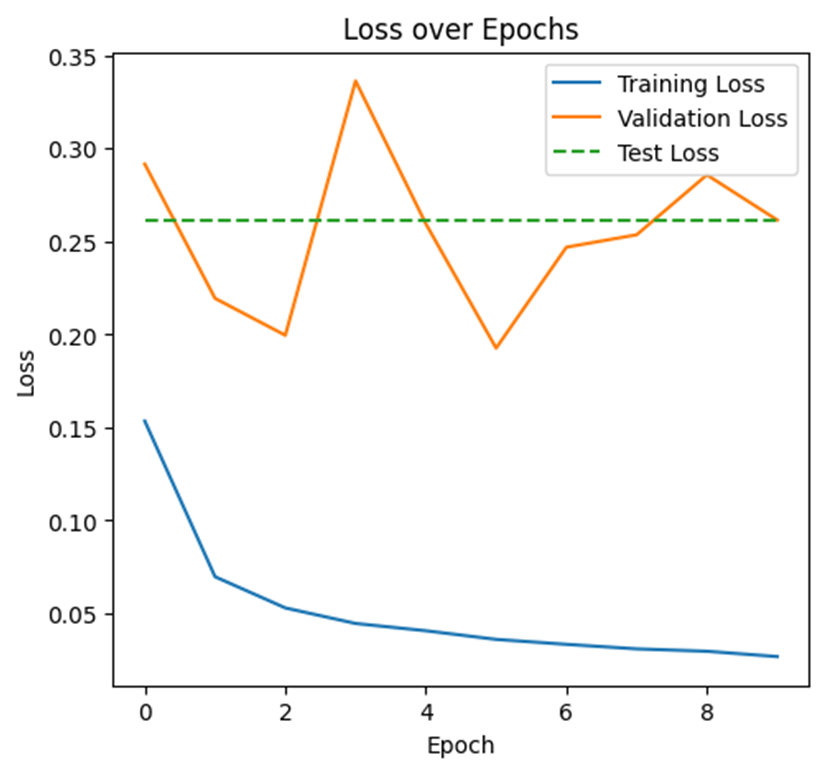 Loss over Epochs
0.35
0.30
0.25
0.20
0.15
0.10
0.05
Loss
Training Loss
Validation Loss
Test Loss
0 2 4 6 8
Epoch